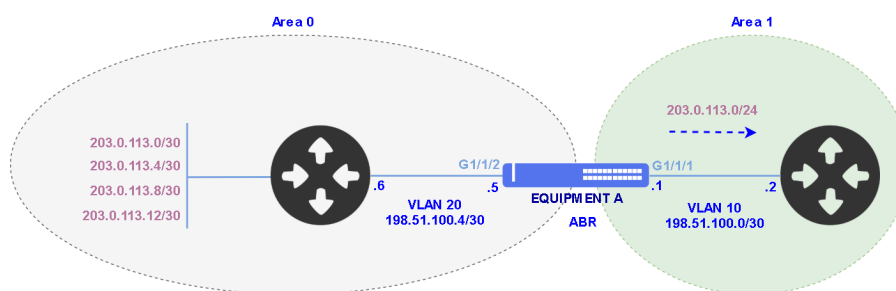 Area 0
Area 1
203.0.113.0/24
203.0.113.0/30
203.0.113.4/30
203.0.113.8/30
203.0.113.12/30
G1/1/2
G1/1/1
.6
.5
.1
.2
EQUIPMENT A
VLAN 20
198.51.100.4/30
ABR
VLAN 10
198.51.100.0/30